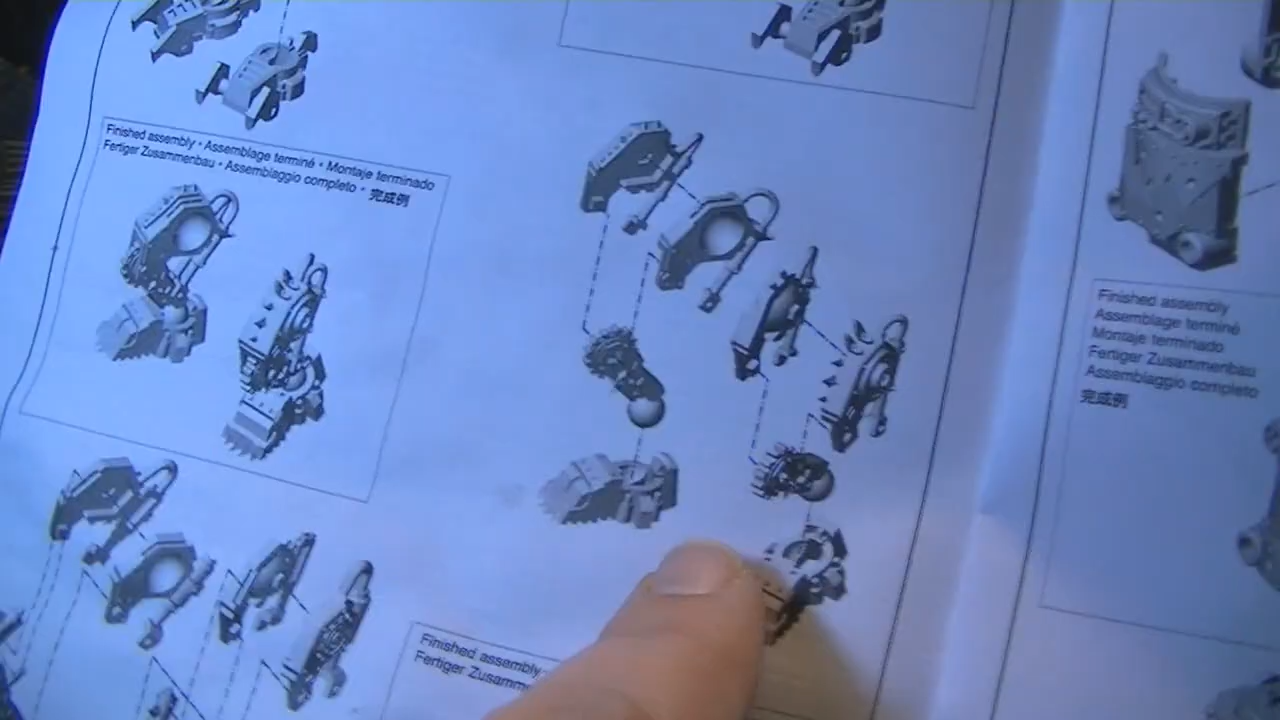 Finished assembly • Assemblage terminé • Montaje terminado
Fertiger Zusammenbau • Assemblaggio completo • 完成例
Finished assembly
Assemblage terminé
Montaje terminado
Fertiger Zusammenbau
Assemblaggio completo
完成例
Finished assembly
Fertiger